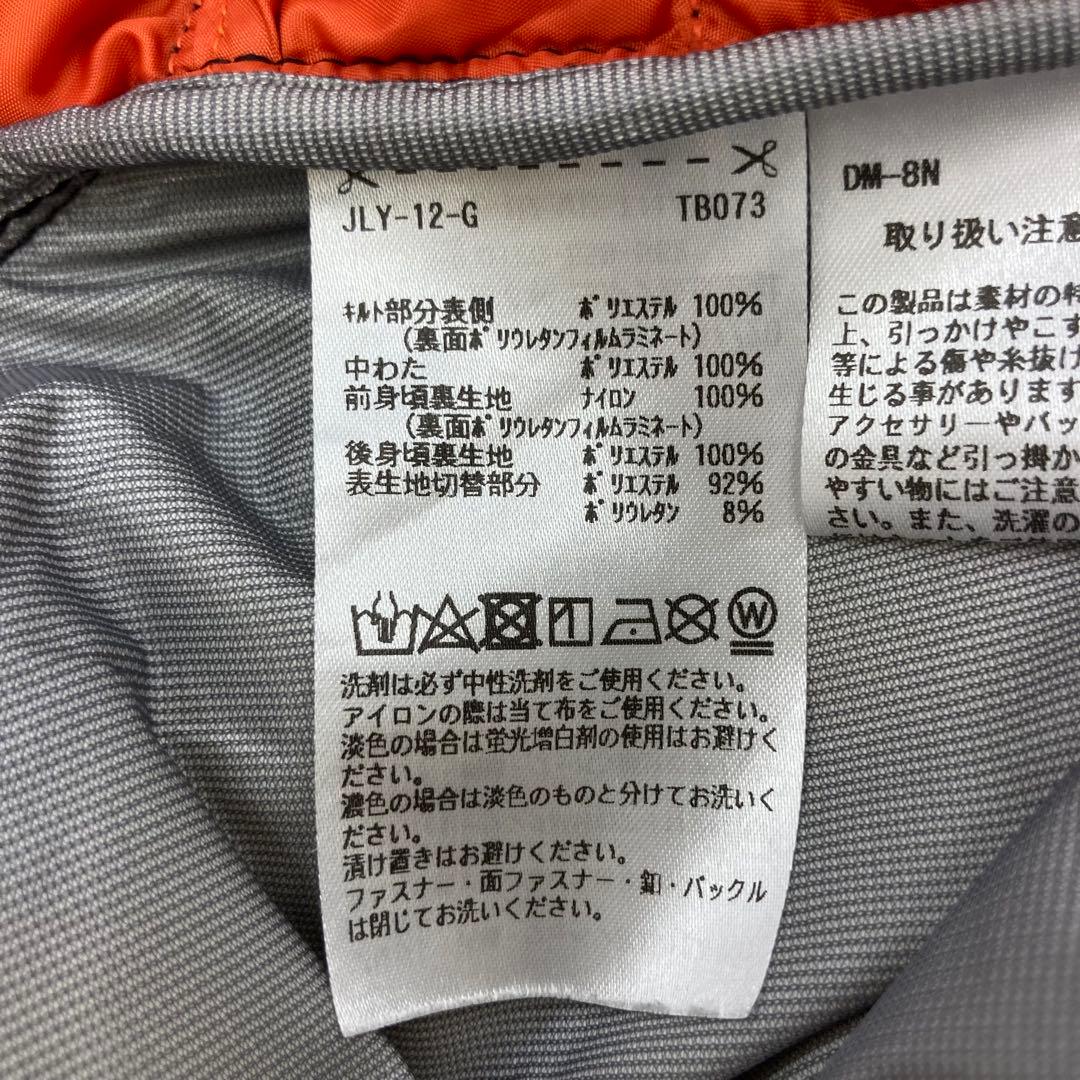 JLY-12-G TB073
ｷﾙﾄ部分表側 ﾎﾟﾘｴｽﾃﾙ 100%
(裏面ﾎﾟﾘｳﾚﾀﾝﾌｨﾙﾑﾗﾐﾈｰﾄ)
中わた ﾎﾟﾘｴｽﾃﾙ 100%
前身頃裏生地 ﾅｲﾛﾝ 100%
(裏面ﾎﾟﾘｳﾚﾀﾝﾌｨﾙﾑﾗﾐﾈｰﾄ)
後身頃裏生地 ﾎﾟﾘｴｽﾃﾙ 100%
表生地切替部分 ﾎﾟﾘｴｽﾃﾙ 92%
ﾎﾟﾘｳﾚﾀﾝ 8%
W
洗剤は必ず中性洗剤をご使用ください。
アイロンの際は当て布をご使用ください。
淡色の場合は蛍光増白剤の使用はお避けく
ださい。
濃色の場合は淡色のものと分けてお洗いく
ださい。
漬け置きはお避けください。
ファスナー・面ファスナー・釦・バックル
は閉じてお洗いください。
DM-8N
取り扱い注意
この製品は素材の特
上、引っかけやこす
等による傷や糸抜け
生じる事があります
アクセサリーやバッ
の金具など引っ掛か
やすい物にはご注意
さい。また、洗濯の